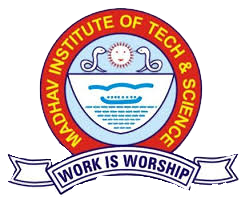 MADHAV INSTITUTE OF TECH & SCIENCE
WORK IS WORSHIP